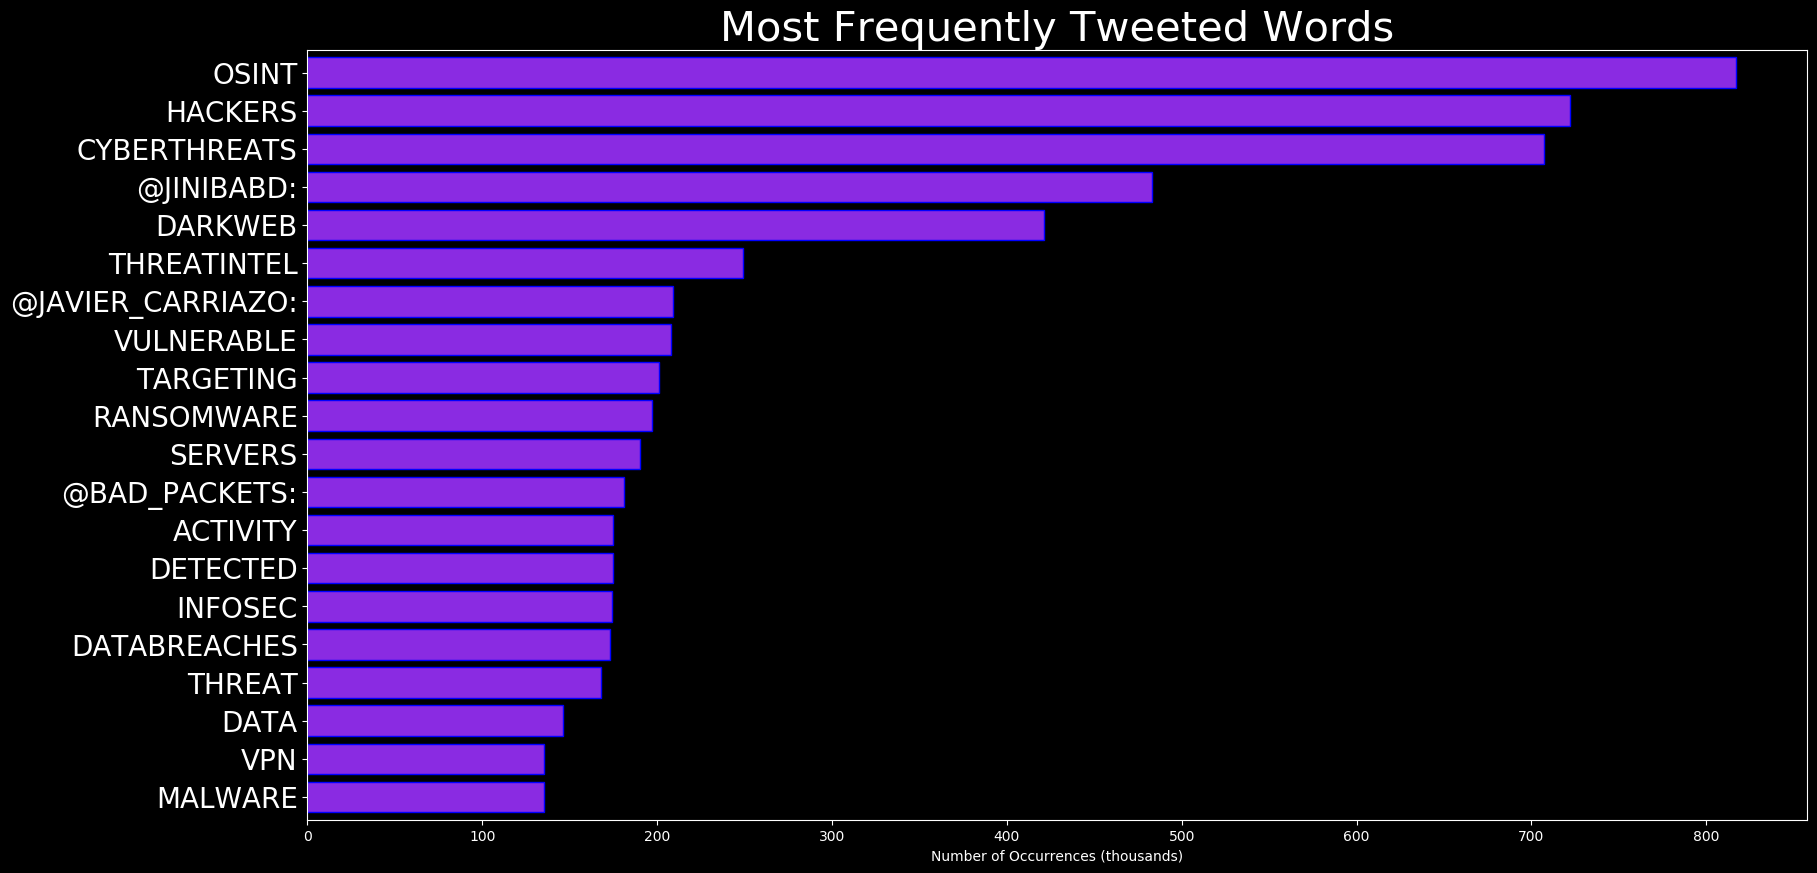 Most Frequently Tweeted Words
OSINT
HACKERS
CYBERTHREATS
@JINIBABD:
DARKWEB
THREATINTEL
@JAVIER_CARRIAZO:
VULNERABLE
TARGETING
RANSOMWARE
SERVERS
@BAD_PACKETS:
ACTIVITY
DETECTED
INFOSEC
DATABREACHES
THREAT
DATA
VPN
MALWARE
0 100 200 300 400 500 600 700 800
Number of Occurrences (thousands)